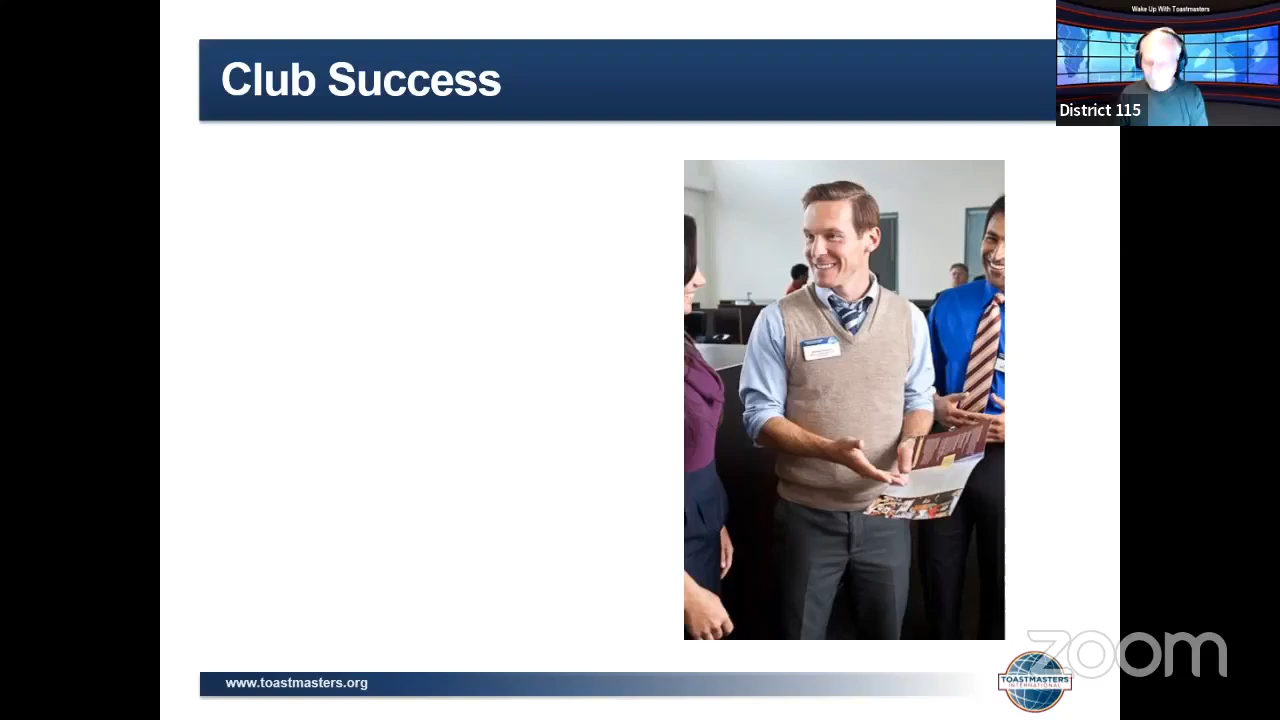 Wake Up With Toastmasters
Club Success
District 115
www.toastmasters.org
TOASTMASTERS
INTERNATIONAL
zoom